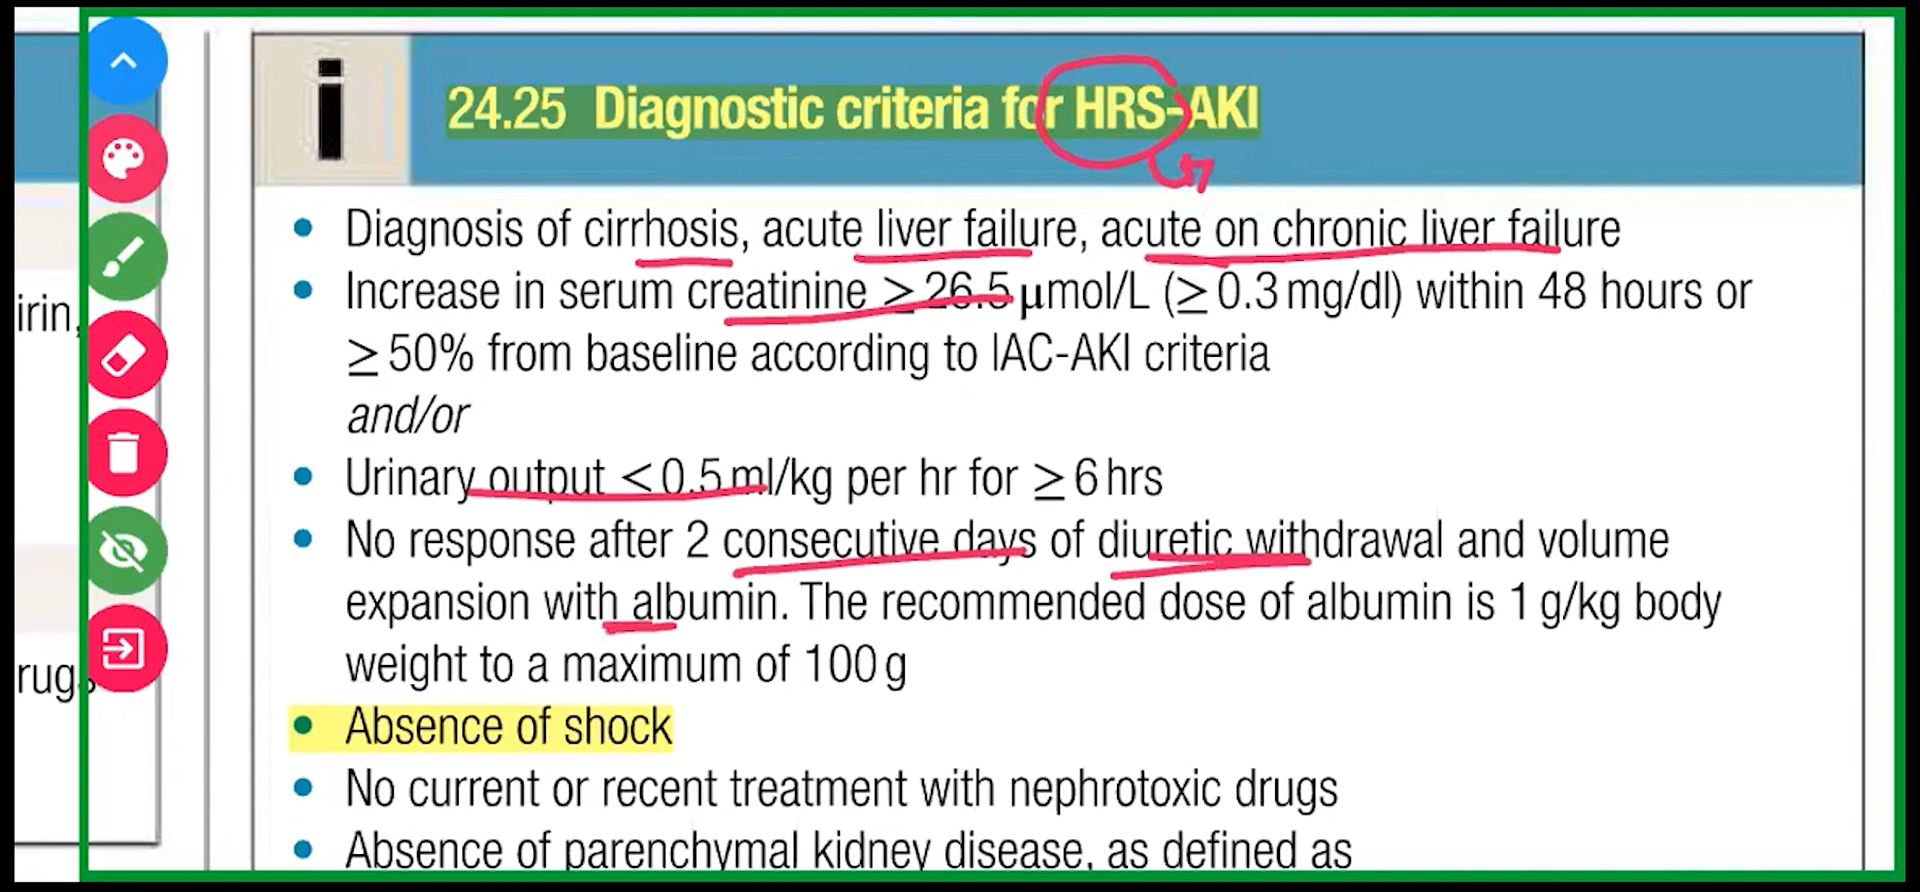 i
24.25 Diagnostic criteria for HRS-AKI
• Diagnosis of cirrhosis, acute liver failure, acute on chronic liver failure
• Increase in serum creatinine ≥ 26.5 μmol/L (≥ 0.3 mg/dl) within 48 hours or
≥ 50% from baseline according to IAC-AKI criteria
and/or
• Urinary output < 0.5 ml/kg per hr for ≥ 6 hrs
• No response after 2 consecutive days of diuretic withdrawal and volume
expansion with albumin. The recommended dose of albumin is 1 g/kg body
weight to a maximum of 100 g
• Absence of shock
• No current or recent treatment with nephrotoxic drugs
• Absence of parenchymal kidney disease, as defined as
irin,
rugs